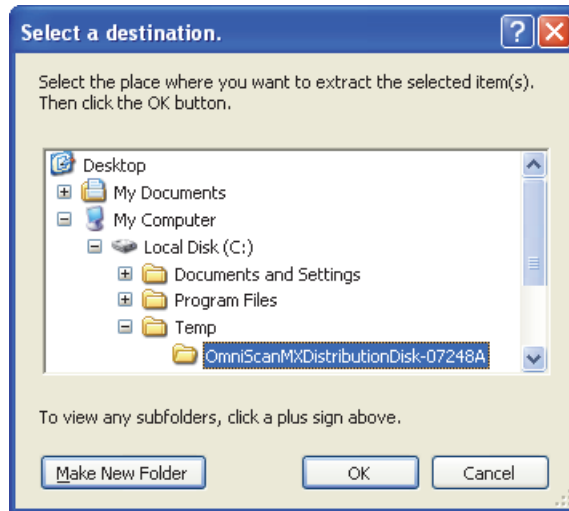 Select a destination.
Select the place where you want to extract the selected item(s).
Then click the OK button.
Desktop
My Documents
My Computer
Local Disk (C:)
Documents and Settings
Program Files
Temp
OmniScanMXDistributionDisk-07248A
To view any subfolders, click a plus sign above.
Make New Folder OK Cancel